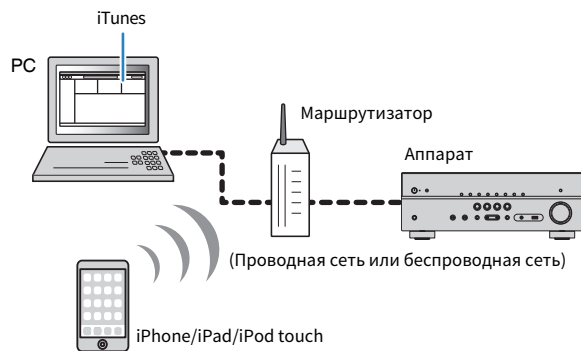 iTunes
PC
Маршрутизатор
Аппарат
(Проводная сеть или беспроводная сеть)
iPhone/iPad/iPod touch